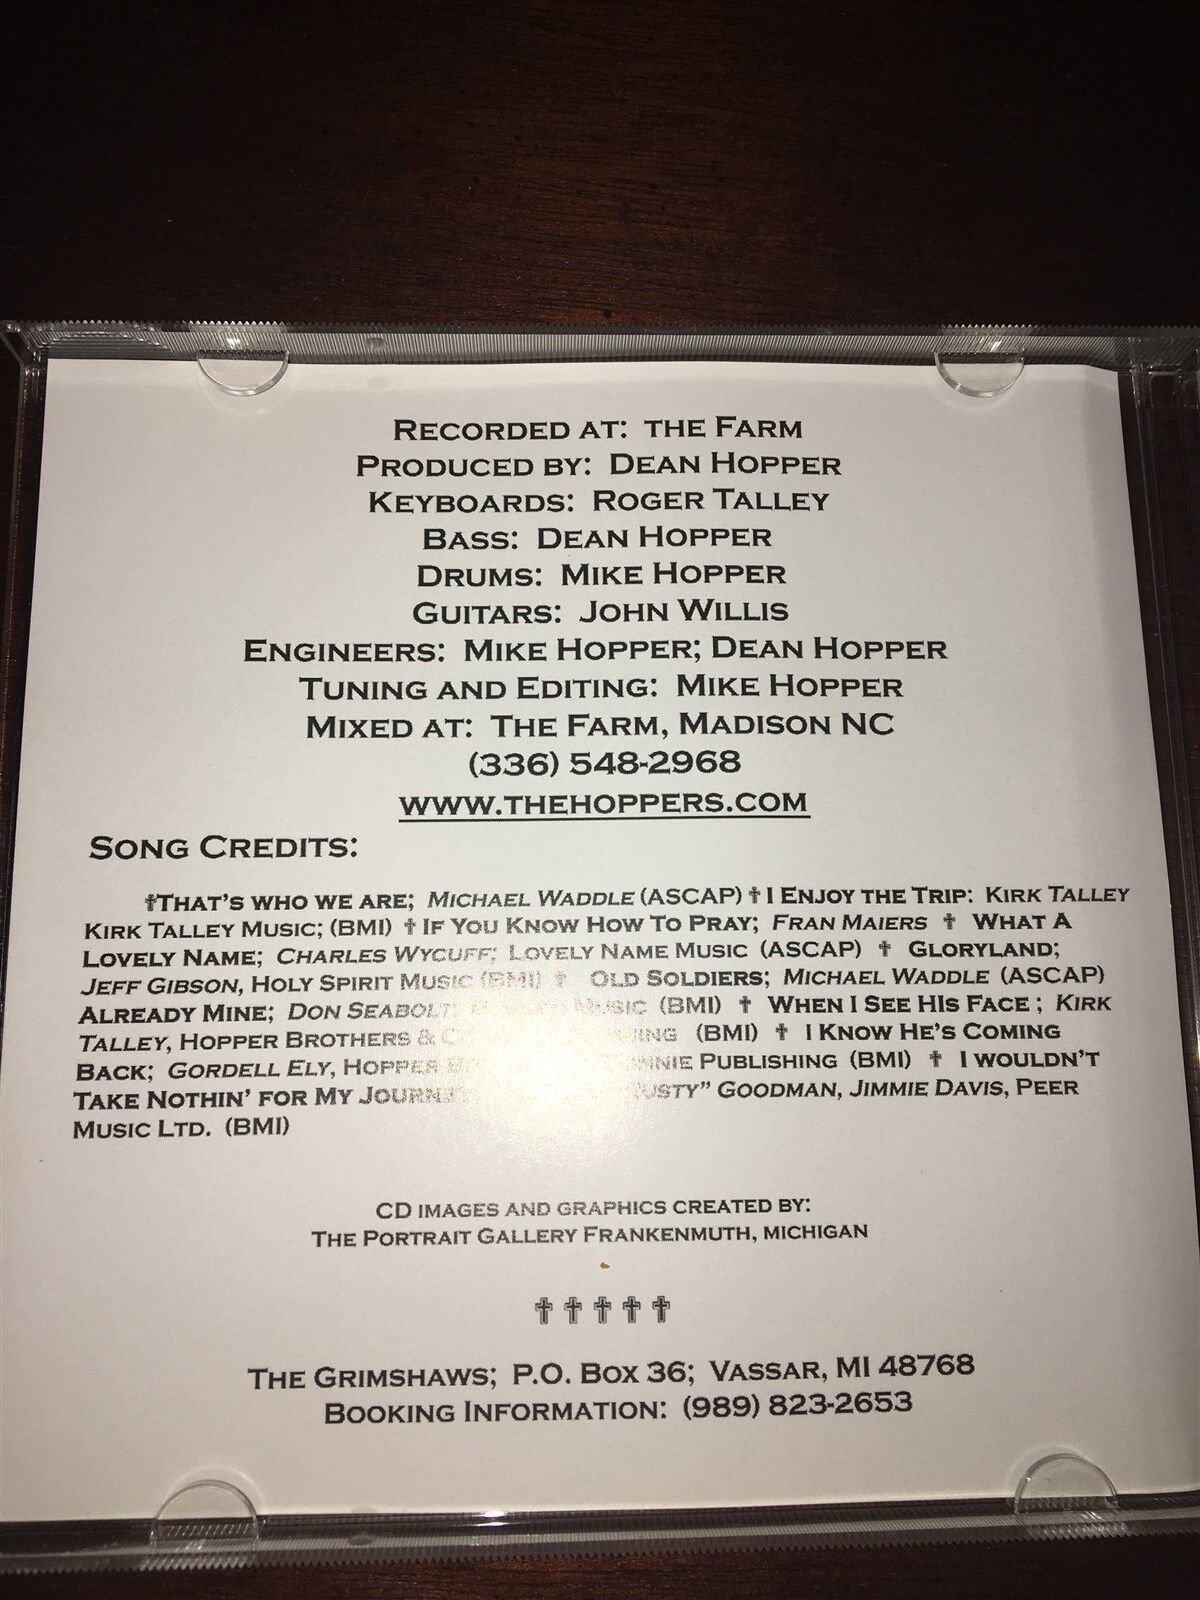 RECORDED AT: THE FARM
PRODUCED BY: DEAN HOPPER
KEYBOARDS: ROGER TALLEY
BASS: DEAN HOPPER
DRUMS: MIKE HOPPER
GUITARS: JOHN WILLIS
ENGINEERS: MIKE HOPPER; DEAN HOPPER
TUNING AND EDITING: MIKE HOPPER
MIXED AT: THE FARM, MADISON NC
(336) 548-2968
WWW.THEHOPPERS.COM
SONG CREDITS:
✝THAT'S WHO WE ARE; MICHAEL WADDLE (ASCAP) ✝ I ENJOY THE TRIP: KIRK TALLEY
KIRK TALLEY MUSIC; (BMI) ✝ IF YOU KNOW HOW TO PRAY; FRAN MAIERS ✝ WHAT A
LOVELY NAME; CHARLES WYCUFF; LOVELY NAME MUSIC (ASCAP) ✝ GLORYLAND;
JEFF GIBSON, HOLY SPIRIT MUSIC (BMI) ✝ OLD SOLDIERS; MICHAEL WADDLE (ASCAP)
ALREADY MINE; DON SEABOLT; MUSIC (BMI) ✝ WHEN I SEE HIS FACE ; KIRK
TALLEY, HOPPER BROTHERS & (BMI) ✝ I KNOW HE'S COMING
BACK; GORDELL ELY, HOPPER PUBLISHING (BMI) ✝ I WOULDN'T
TAKE NOTHIN' FOR MY JOURNEY GOODMAN, JIMMIE DAVIS, PEER
MUSIC LTD. (BMI)
CD IMAGES AND GRAPHICS CREATED BY:
THE PORTRAIT GALLERY FRANKENMUTH, MICHIGAN
✝ ✝ ✝ ✝ ✝
THE GRIMSHAWS; P.O. BOX 36; VASSAR, MI 48768
BOOKING INFORMATION: (989) 823-2653